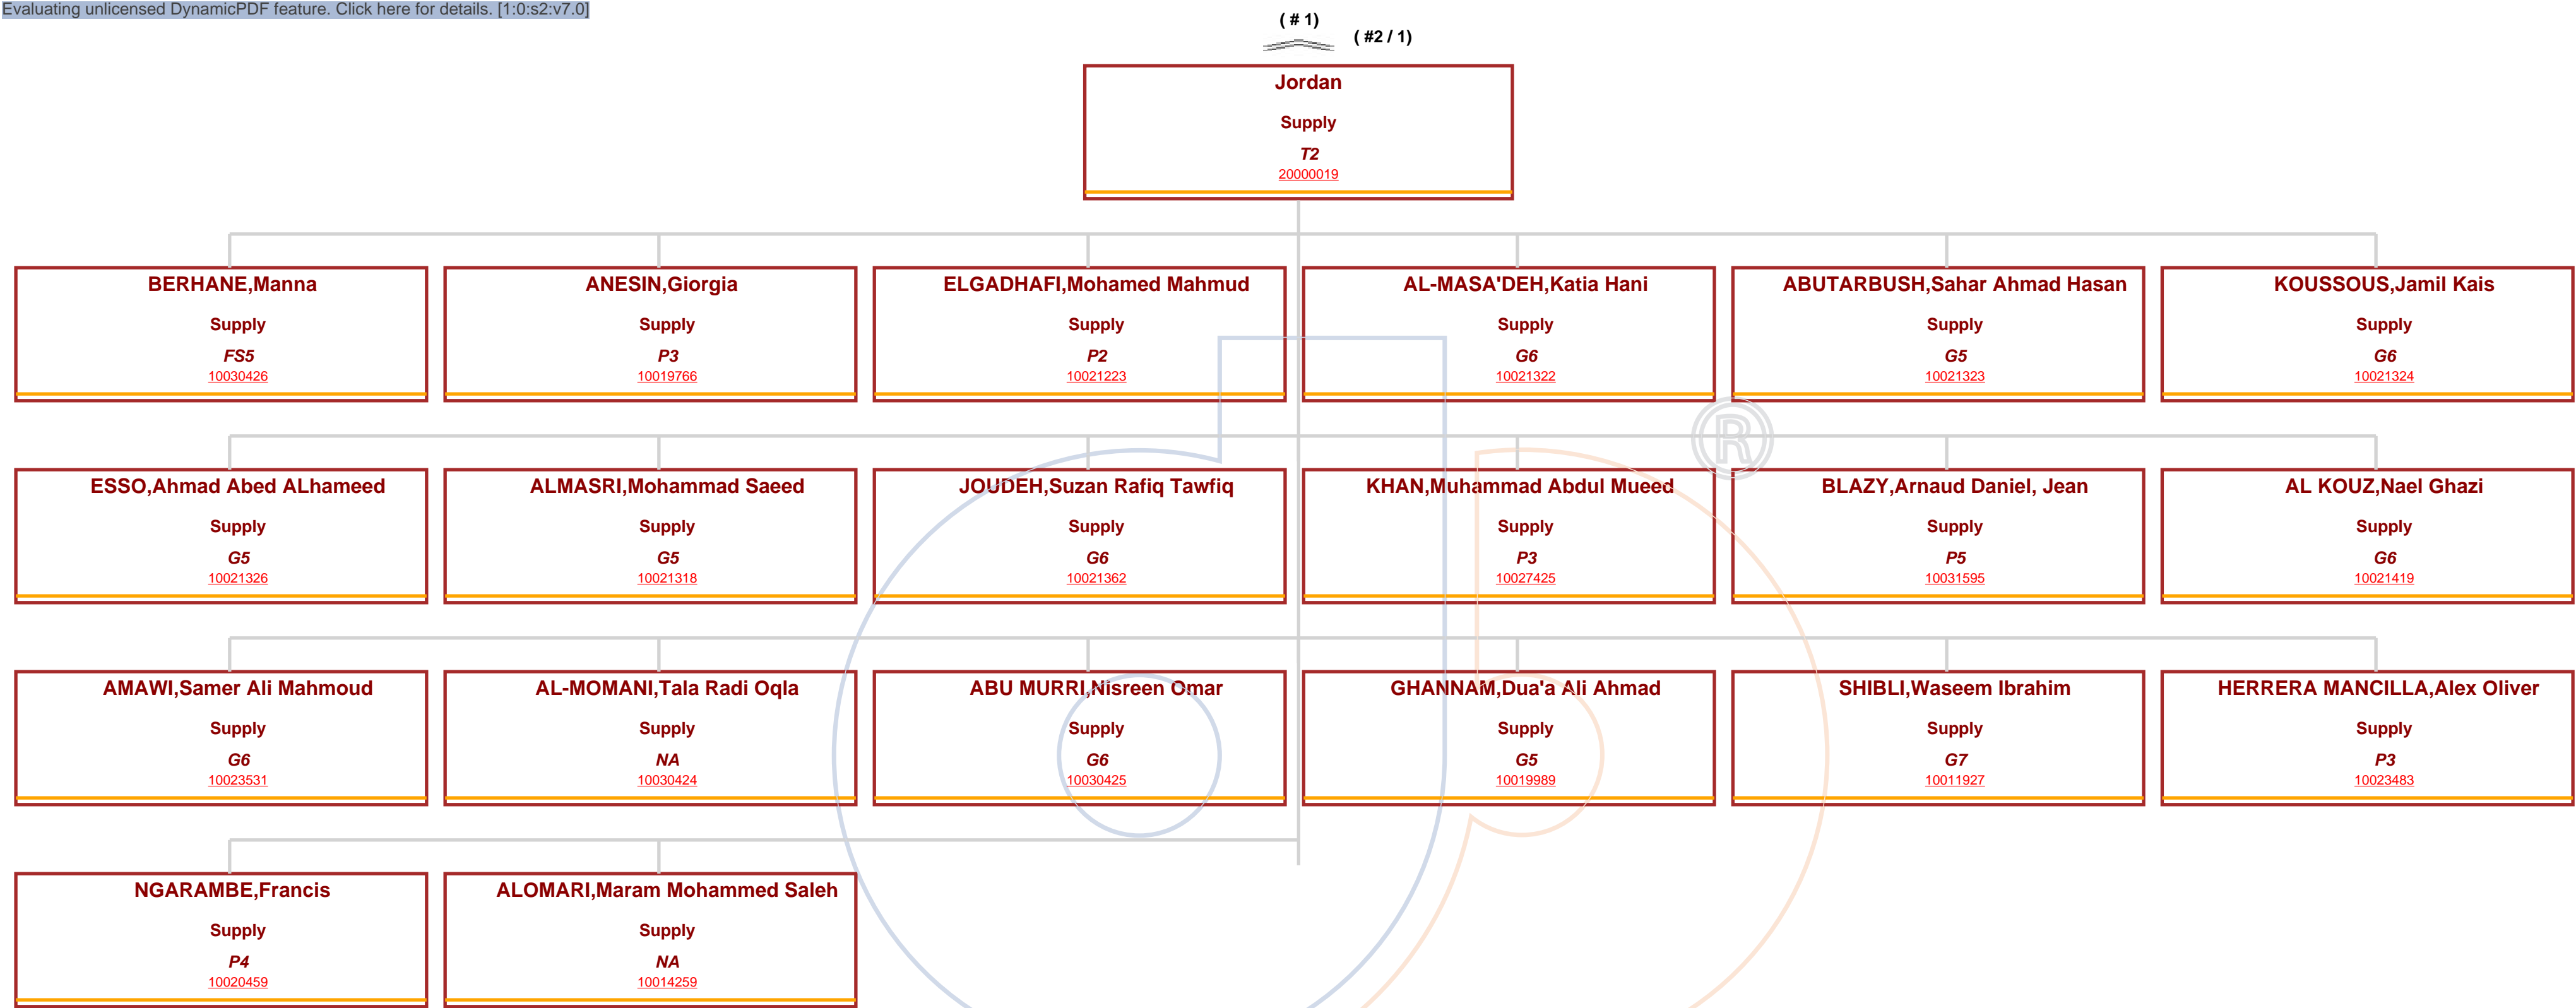 Evaluating unlicensed DynamicPDF feature. Click here for details. [1:0:s2:v7.0]
( # 1)
( #2 / 1)
Jordan
Supply
T2
20000019
BERHANE,Manna
Supply
FS5
10030426
ANESIN,Giorgia
Supply
P3
10019766
ELGADHAFI,Mohamed Mahmud
Supply
P2
10021223
AL-MASA'DEH,Katia Hani
Supply
G6
10021322
ABUTARBUSH,Sahar Ahmad Hasan
Supply
G5
10021323
KOUSSOUS,Jamil Kais
Supply
G6
10021324
ESSO,Ahmad Abed ALhameed
Supply
G5
10021326
ALMASRI,Mohammad Saeed
Supply
G5
10021318
JOUDEH,Suzan Rafiq Tawfiq
Supply
G6
10021362
KHAN,Muhammad Abdul Mueed
Supply
P3
10027425
BLAZY,Arnaud Daniel, Jean
Supply
P5
10031595
AL KOUZ,Nael Ghazi
Supply
G6
10021419
AMAWI,Samer Ali Mahmoud
Supply
G6
10023531
AL-MOMANI,Tala Radi Oqla
Supply
NA
10030424
ABU MURRI,Nisreen Omar
Supply
G6
10030425
GHANNAM,Dua'a Ali Ahmad
Supply
G5
10019989
SHIBLI,Waseem Ibrahim
Supply
G7
10011927
HERRERA MANCILLA,Alex Oliver
Supply
P3
10023483
NGARAMBE,Francis
Supply
P4
10020459
ALOMARI,Maram Mohammed Saleh
Supply
NA
10014259
®